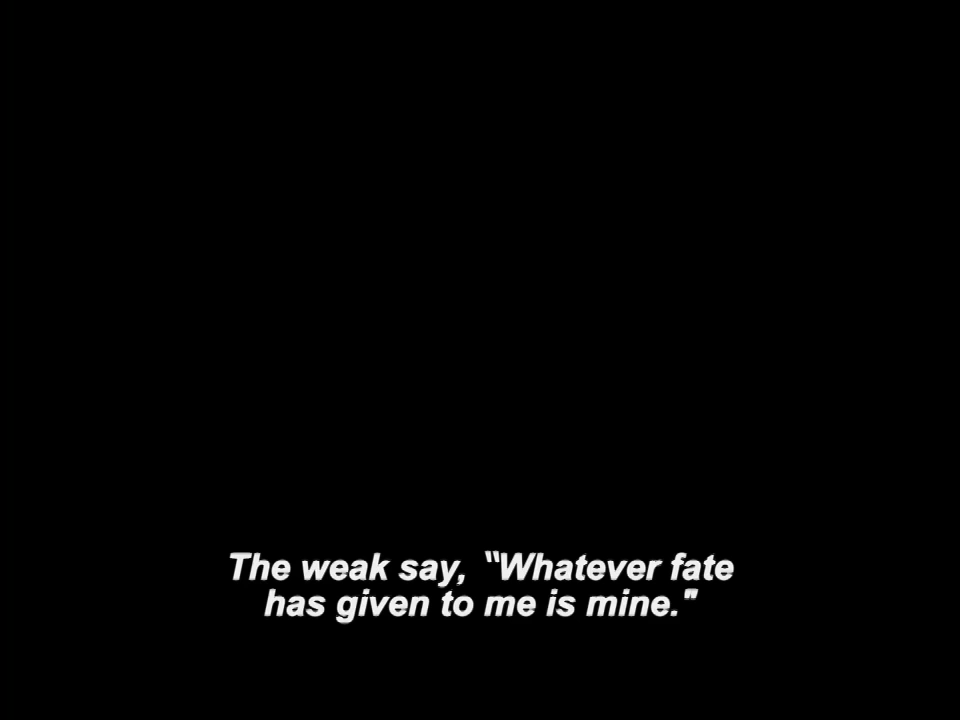 The weak say, “Whatever fate
has given to me is mine."